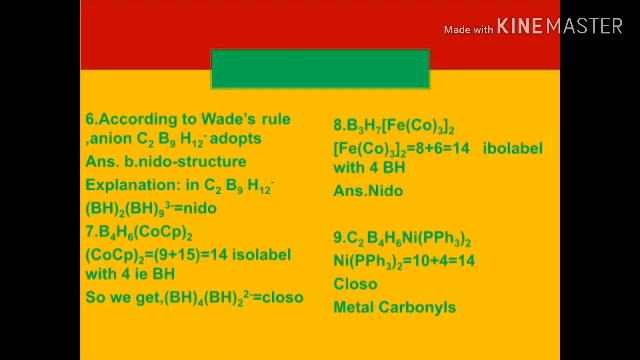 Made with KINEMASTER
6.According to Wade's rule
,anion C₂ B₉ H₁₂⁻ adopts
Ans. b.nido-structure
Explanation: in C₂ B₉ H₁₂⁻
(BH)₂(BH)₉³⁻=nido
7.B₄H₆(CoCp)₂
(CoCp)₂=(9+15)=14 isolabel
with 4 ie BH
So we get,(BH)₄(BH)₂²⁻=closo
8.B₃H₇[Fe(Co)₃]₂
[Fe(Co)₃]₂=8+6=14 ibolabel
with 4 BH
Ans.Nido
9.C₂ B₄H₆Ni(PPh₃)₂
Ni(PPh₃)₂=10+4=14
Closo
Metal Carbonyls